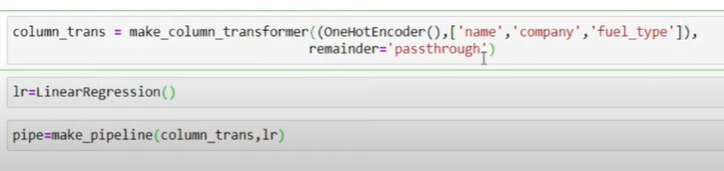 column_trans = make_column_transformer((OneHotEncoder(),['name','company','fuel_type']),
remainder='passthrough')
lr=LinearRegression()
pipe=make_pipeline(column_trans,lr)